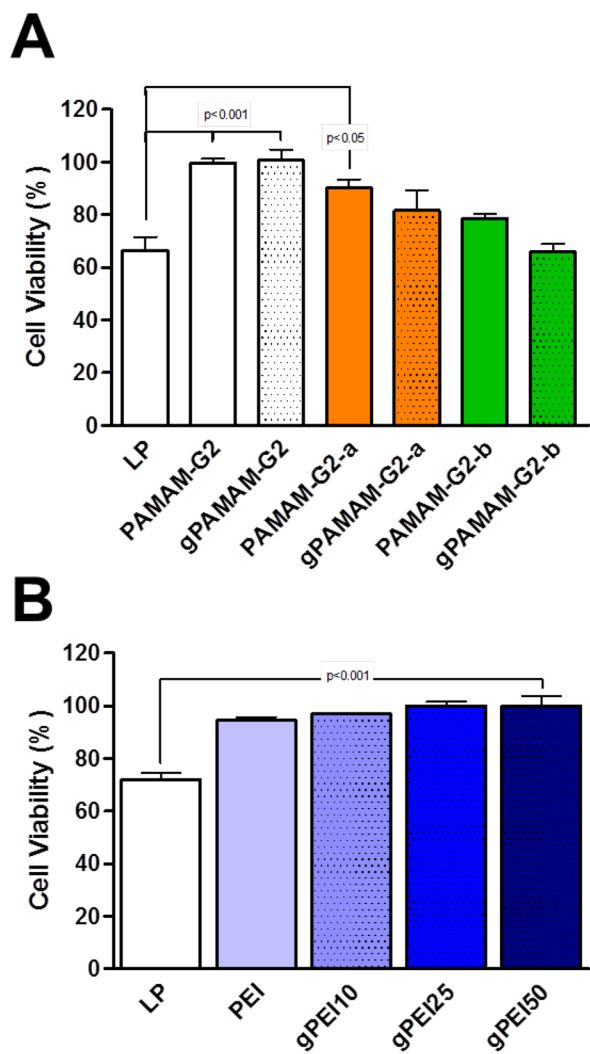 A
Cell Viability (%)
120
100
80
60
40
20
0
p<0.001
p<0.05
LP
PAMAM-G2
gPAMAM-G2
PAMAM-G2-a
gPAMAM-G2-a
PAMAM-G2-b
gPAMAM-G2-b
B
Cell Viability (%)
120
100
80
60
40
20
0
p<0.001
LP
PEI
gPEI10
gPEI25
gPEI50